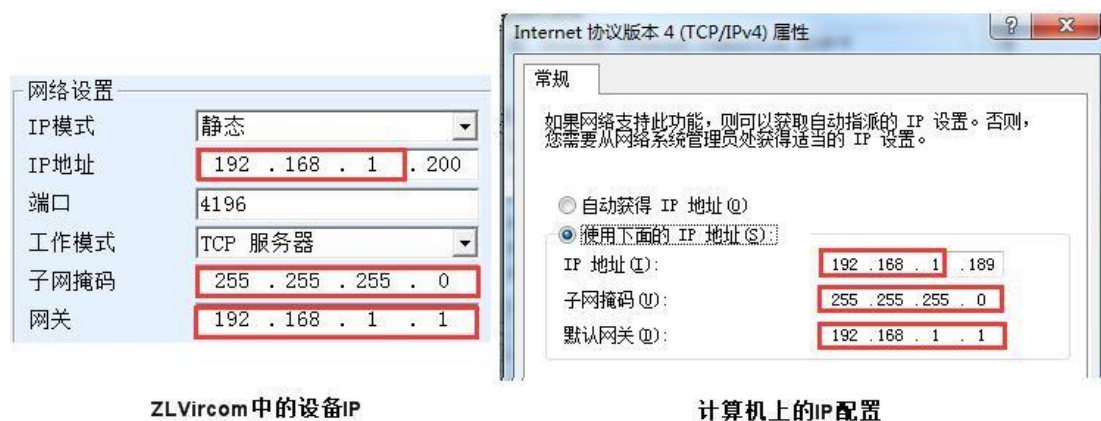 网络设置
IP模式 静态
IP地址 192 . 168 . 1 . 200
端口 4196
工作模式 TCP 服务器
子网掩码 255 . 255 . 255 . 0
网关 192 . 168 . 1 . 1
ZLVircom中的设备IP
Internet 协议版本 4 (TCP/IPv4) 属性
常规
如果网络支持此功能，则可以获取自动指派的 IP 设置。否则，
您需要从网络系统管理员处获得适当的 IP 设置。
自动获得 IP 地址(O)
使用下面的 IP 地址(S):
IP 地址(I): 192 .168 . 1 .189
子网掩码(U): 255 .255 .255 . 0
默认网关(D): 192 .168 . 1 . 1
计算机上的IP配置